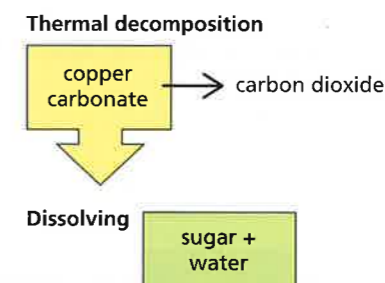 Thermal decomposition
copper
carbonate
carbon dioxide
Dissolving
sugar +
water